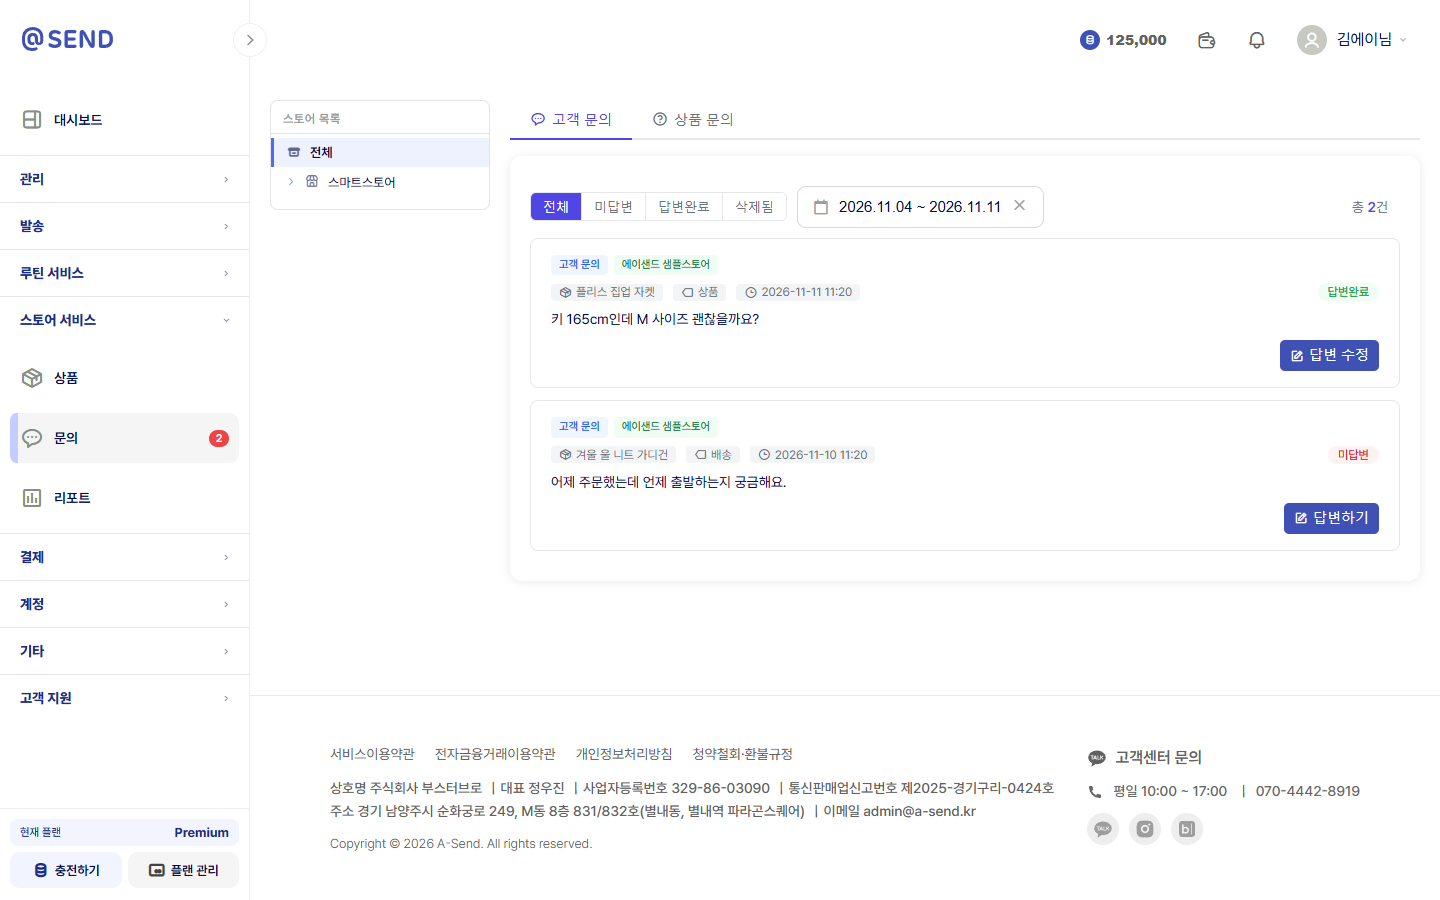 @SEND
125,000
김에이님
대시보드
관리
발송
루틴 서비스
스토어 서비스
상품
문의
2
리포트
결제
계정
기타
고객 지원
현재 플랜
Premium
충전하기
플랜 관리
스토어 목록
전체
스마트스토어
고객 문의
상품 문의
전체
미답변
답변완료
삭제됨
2026.11.04 ~ 2026.11.11
총 2건
고객 문의
에이샌드 샘플스토어
플리스 집업 자켓
상품
2026-11-11 11:20
답변완료
키 165cm인데 M 사이즈 괜찮을까요?
답변 수정
고객 문의
에이샌드 샘플스토어
겨울 울 니트 가디건
배송
2026-11-10 11:20
미답변
어제 주문했는데 언제 출발하는지 궁금해요.
답변하기
서비스이용약관
전자금융거래이용약관
개인정보처리방침
청약철회·환불규정
상호명 주식회사 부스터브로 | 대표 정우진 | 사업자등록번호 329-86-03090 | 통신판매업신고번호 제2025-경기구리-0424호
주소 경기 남양주시 순화궁로 249, M동 8층 831/832호(별내동, 별내역 파라곤스퀘어) | 이메일 admin@a-send.kr
Copyright © 2026 A-Send. All rights reserved.
TALK
고객센터 문의
평일 10:00 ~ 17:00 | 070-4442-8919
TALK
b|